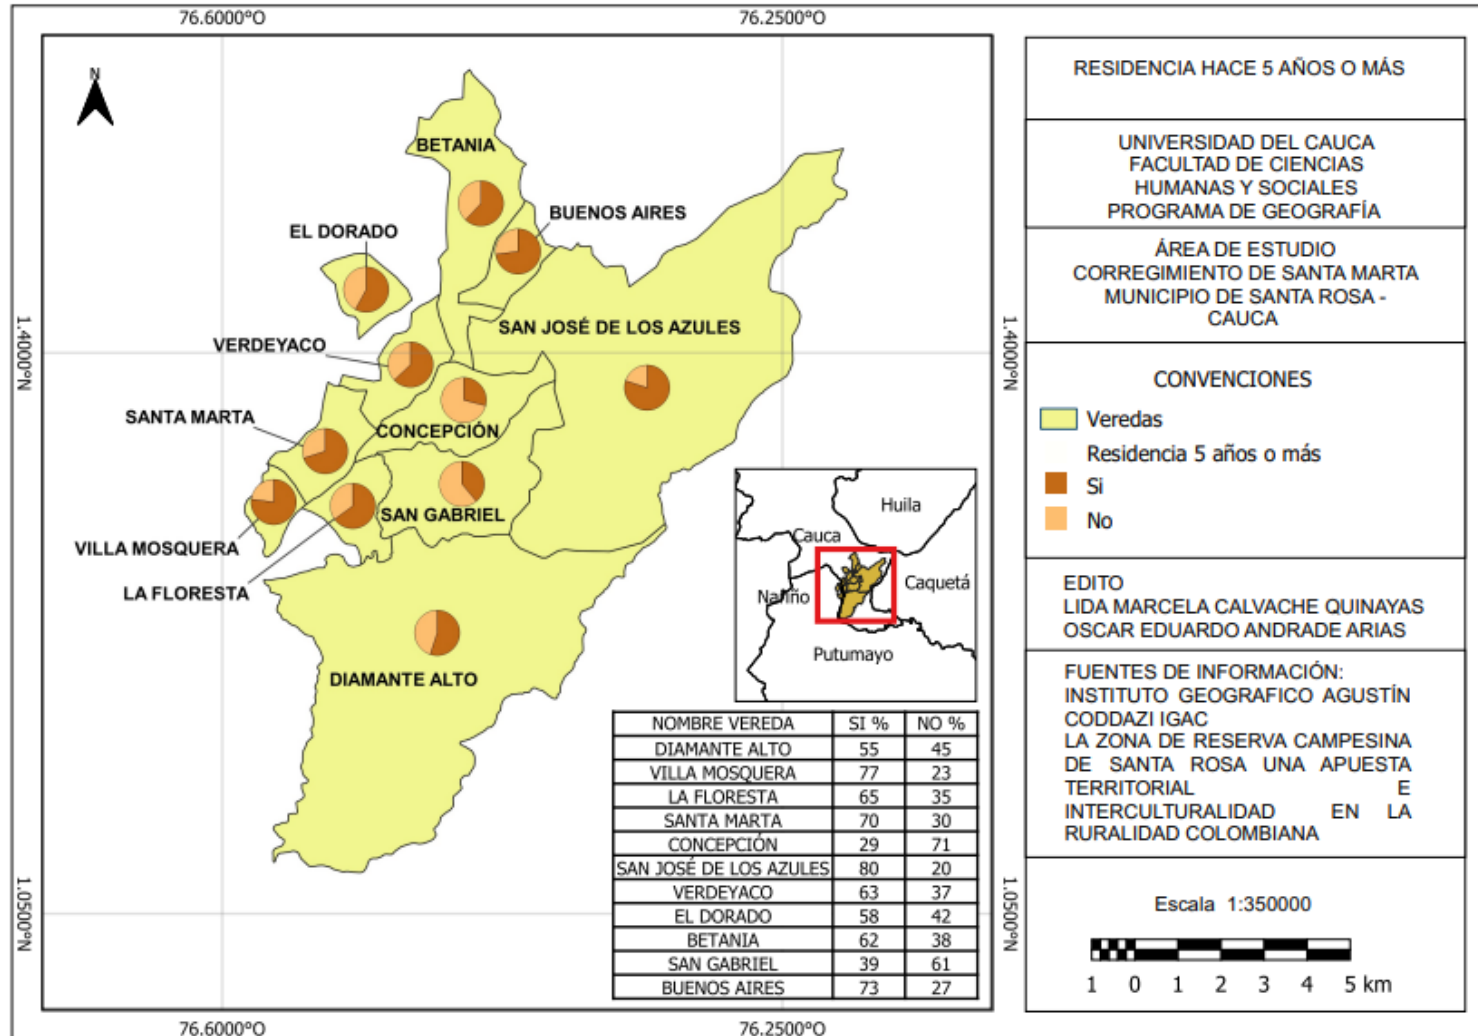 76.6000°O
76.2500°O
N
BETANIA
BUENOS AIRES
EL DORADO
SAN JOSÉ DE LOS AZULES
VERDEYACO
SANTA MARTA
CONCEPCIÓN
SAN GABRIEL
VILLA MOSQUERA
LA FLORESTA
DIAMANTE ALTO
1.4000°N
1.4000°N
1.0500°N
1.0500°N
76.6000°O
76.2500°O
Huila
Cauca
Caquetá
Nariño
Putumayo
NOMBRE VEREDA SI % NO %
DIAMANTE ALTO 55 45
VILLA MOSQUERA 77 23
LA FLORESTA 65 35
SANTA MARTA 70 30
CONCEPCIÓN 29 71
SAN JOSÉ DE LOS AZULES 80 20
VERDEYACO 63 37
EL DORADO 58 42
BETANIA 62 38
SAN GABRIEL 39 61
BUENOS AIRES 73 27
RESIDENCIA HACE 5 AÑOS O MÁS
UNIVERSIDAD DEL CAUCA
FACULTAD DE CIENCIAS
HUMANAS Y SOCIALES
PROGRAMA DE GEOGRAFÍA
ÁREA DE ESTUDIO
CORREGIMIENTO DE SANTA MARTA
MUNICIPIO DE SANTA ROSA -
CAUCA
CONVENCIONES
Veredas
Residencia 5 años o más
Si
No
EDITO
LIDA MARCELA CALVACHE QUINAYAS
OSCAR EDUARDO ANDRADE ARIAS
FUENTES DE INFORMACIÓN:
INSTITUTO GEOGRAFICO AGUSTÍN
CODDAZI IGAC
LA ZONA DE RESERVA CAMPESINA
DE SANTA ROSA UNA APUESTA
TERRITORIAL E
INTERCULTURALIDAD EN LA
RURALIDAD COLOMBIANA
Escala 1:350000
1 0 1 2 3 4 5 km